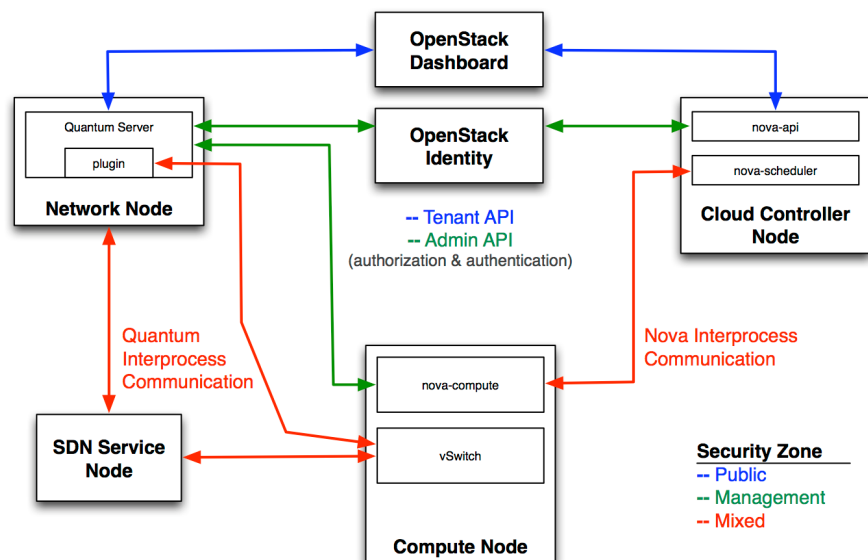 OpenStack
Dashboard
Quantum Server
plugin
Network Node
OpenStack
Identity
nova-api
nova-scheduler
Cloud Controller
Node
-- Tenant API
-- Admin API
(authorization & authentication)
Quantum
Interprocess
Communication
Nova Interprocess
Communication
nova-compute
vSwitch
Compute Node
SDN Service
Node
Security Zone
-- Public
-- Management
-- Mixed